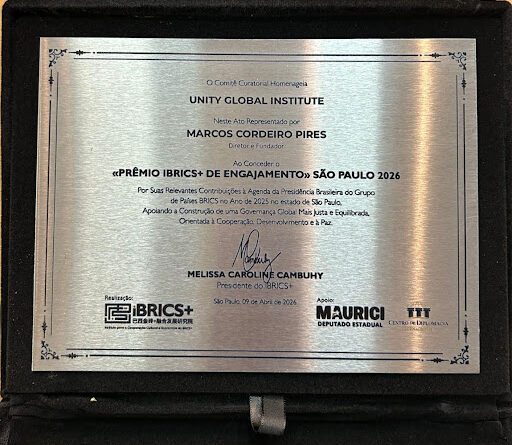 O Comitê Curatorial Homenageia
UNITY GLOBAL INSTITUTE
Neste Ato Representado por
MARCOS CORDEIRO PIRES
Diretor e Fundador
Ao Conceder o
«PRÊMIO IBRICS+ DE ENGAJAMENTO» SÃO PAULO 2026
Por Suas Relevantes Contribuições à Agenda da Presidência Brasileira do Grupo
de Países BRICS no Ano de 2025 no estado de São Paulo,
Apoiando a Construção de uma Governança Global Mais Justa e Equilibrada,
Orientada à Cooperação, Desenvolvimento e à Paz.
MELISSA CAROLINE CAMBUHY
Presidente do iBRICS+
São Paulo, 09 de Abril de 2026
Realização:
iBRICS+
Apoio:
MAURICI
DEPUTADO ESTADUAL
CENTRO DE DIPLOMACIA